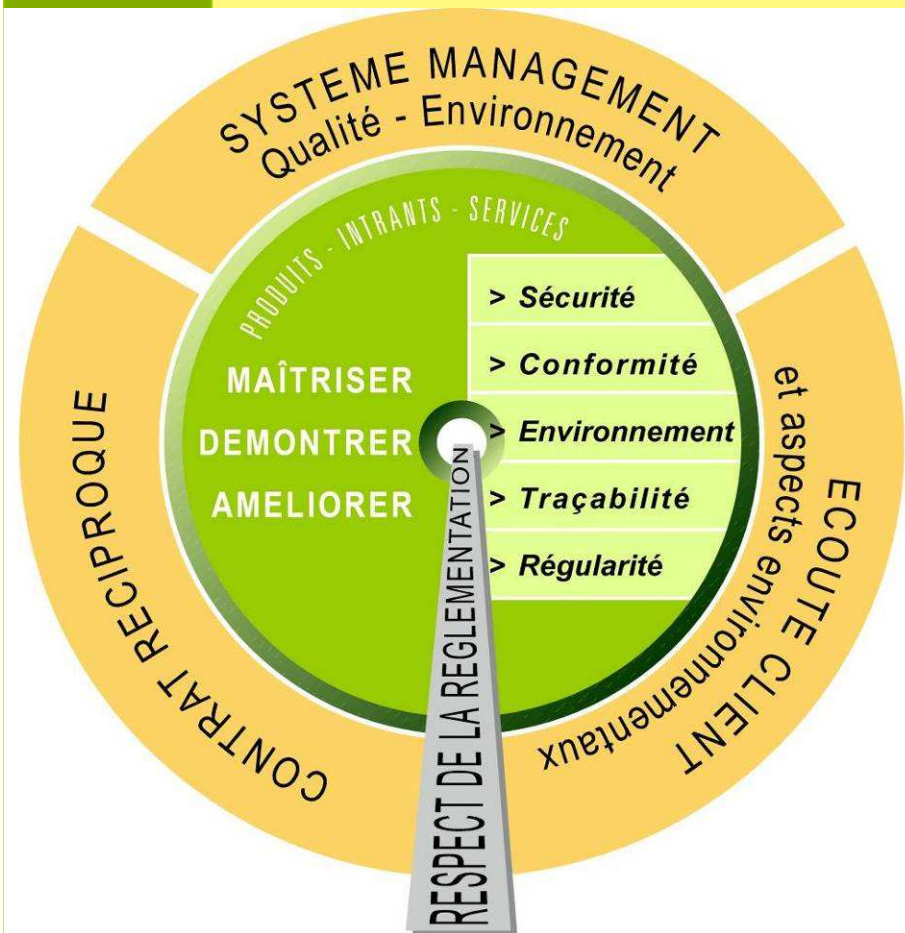 SYSTEME MANAGEMENT
Qualité - Environnement
PRODUITS - INTRANTS - SERVICES
MAÎTRISER
DEMONTRER
AMELIORER
> Sécurité
> Conformité
> Environnement
> Traçabilité
> Régularité
ECOUTE CLIENT
et aspects environnementaux
CONTRAT RECIPROQUE
RESPECT DE LA REGLEMENTATION